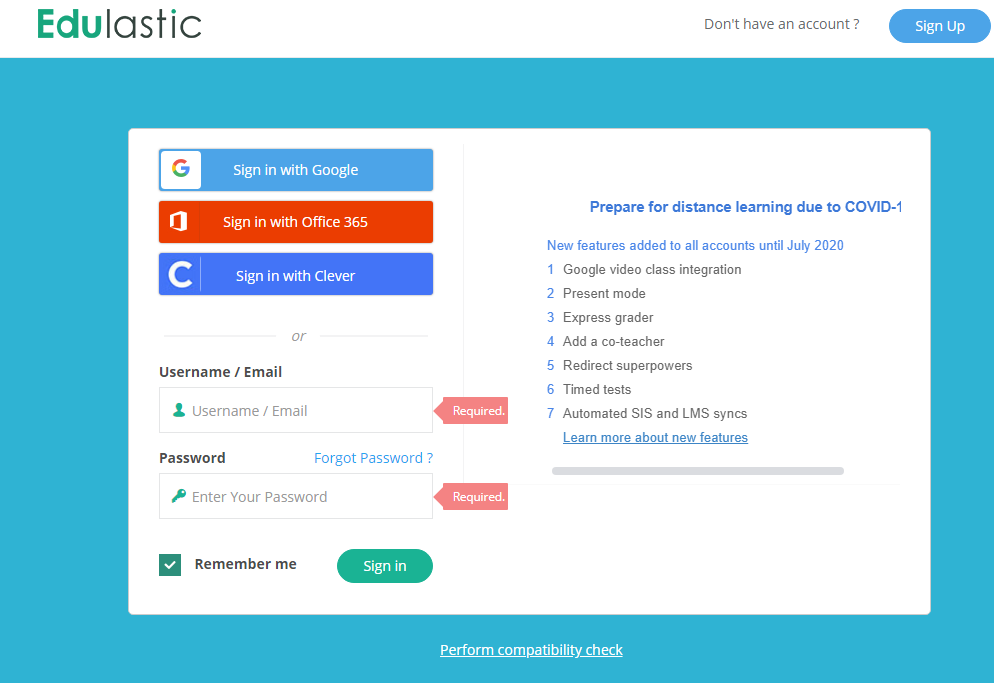 Edulastic
Don't have an account ?
Sign Up
Sign in with Google
Sign in with Office 365
Sign in with Clever
or
Username / Email
Username / Email
Required.
Password
Forgot Password ?
Enter Your Password
Required.
Remember me
Sign in
Prepare for distance learning due to COVID-1
New features added to all accounts until July 2020
1 Google video class integration
2 Present mode
3 Express grader
4 Add a co-teacher
5 Redirect superpowers
6 Timed tests
7 Automated SIS and LMS syncs
Learn more about new features
Perform compatibility check